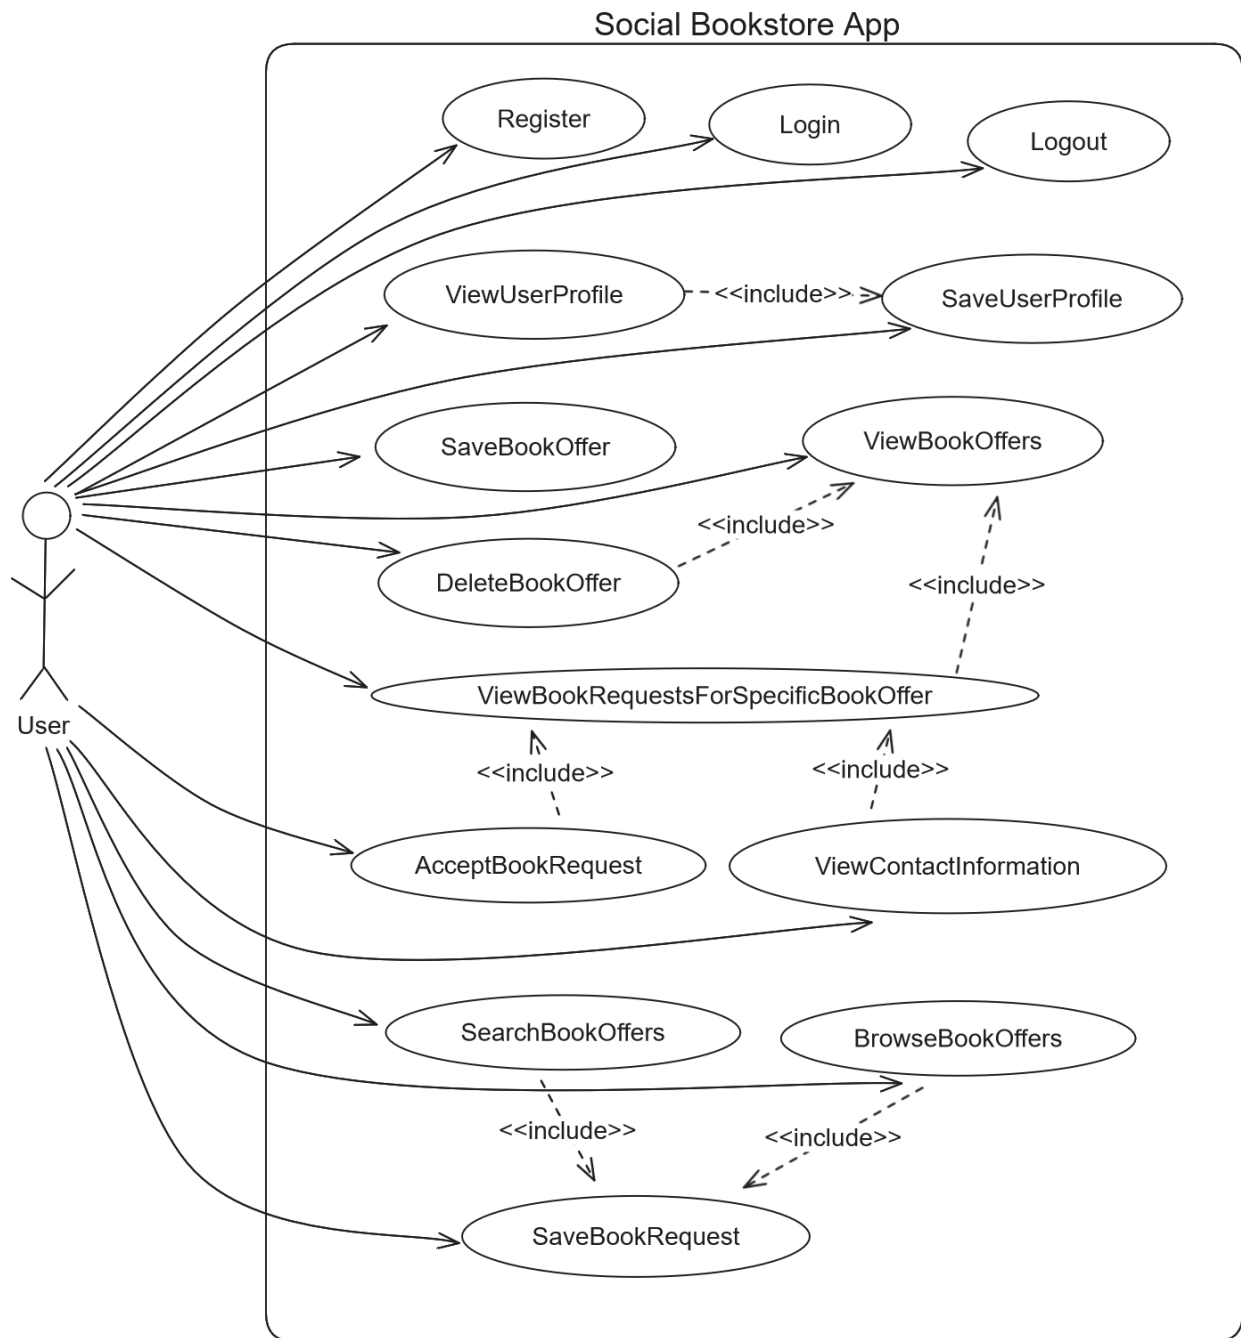 Social Bookstore App
Register
Login
Logout
ViewUserProfile
<<include>>
SaveUserProfile
SaveBookOffer
ViewBookOffers
<<include>>
DeleteBookOffer
<<include>>
ViewBookRequestsForSpecificBookOffer
User
<<include>>
<<include>>
AcceptBookRequest
ViewContactInformation
SearchBookOffers
BrowseBookOffers
<<include>>
<<include>>
SaveBookRequest